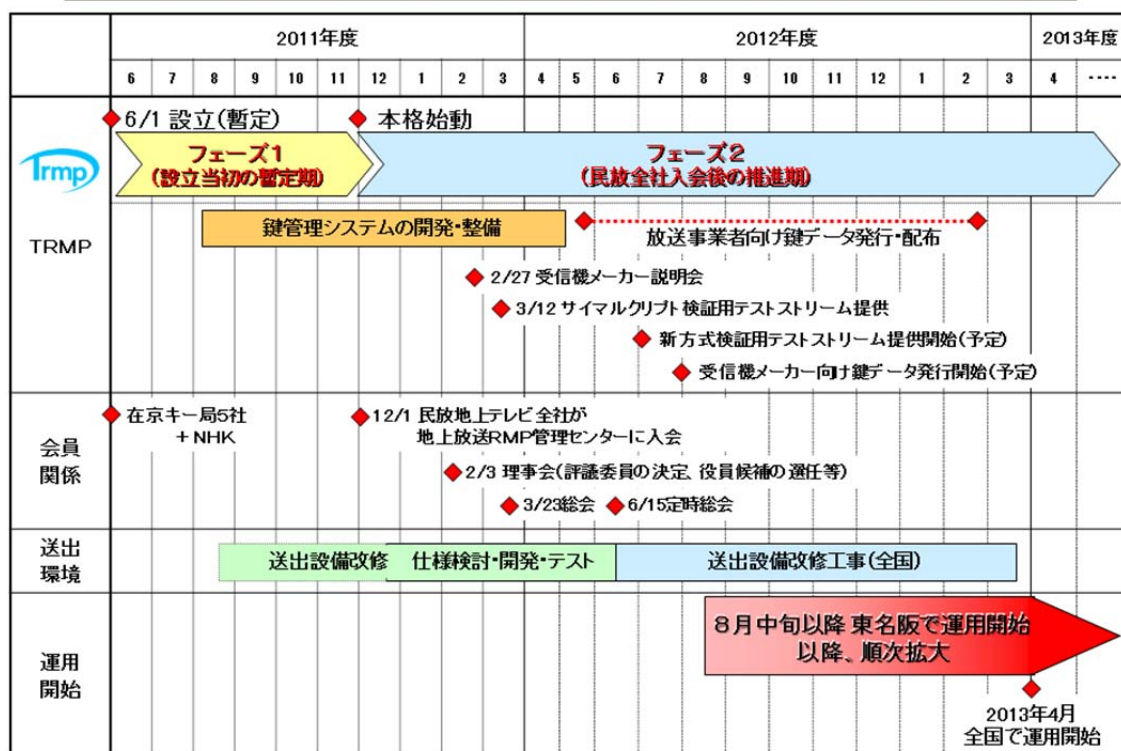 2011年度
2012年度
2013年度
6 7 8 9 10 11 12 1 2 3 4 5 6 7 8 9 10 11 12 1 2 3 4 ----
6/1 設立(暫定)
本格始動
Trmp
フェーズ1
(設立当初の暫定期)
フェーズ2
(民放全社入会後の推進期)
TRMP
鍵管理システムの開発・整備
放送事業者向け鍵データ発行・配布
2/27 受信機メーカー説明会
3/12 サイマルクリプト検証用テストストリーム提供
新方式検証用テストストリーム提供開始(予定)
受信機メーカー向け鍵データ発行開始(予定)
会員
関係
在京キー局5社
+NHK
12/1 民放地上テレビ全社が
地上放送RMP管理センターに入会
2/3 理事会(評議委員の決定、役員候補の選任等)
3/23総会
6/15定時総会
送出
環境
送出設備改修
仕様検討・開発・テスト
送出設備改修工事(全国)
運用
開始
8月中旬以降 東名阪で運用開始
以降、順次拡大
2013年4月
全国で運用開始